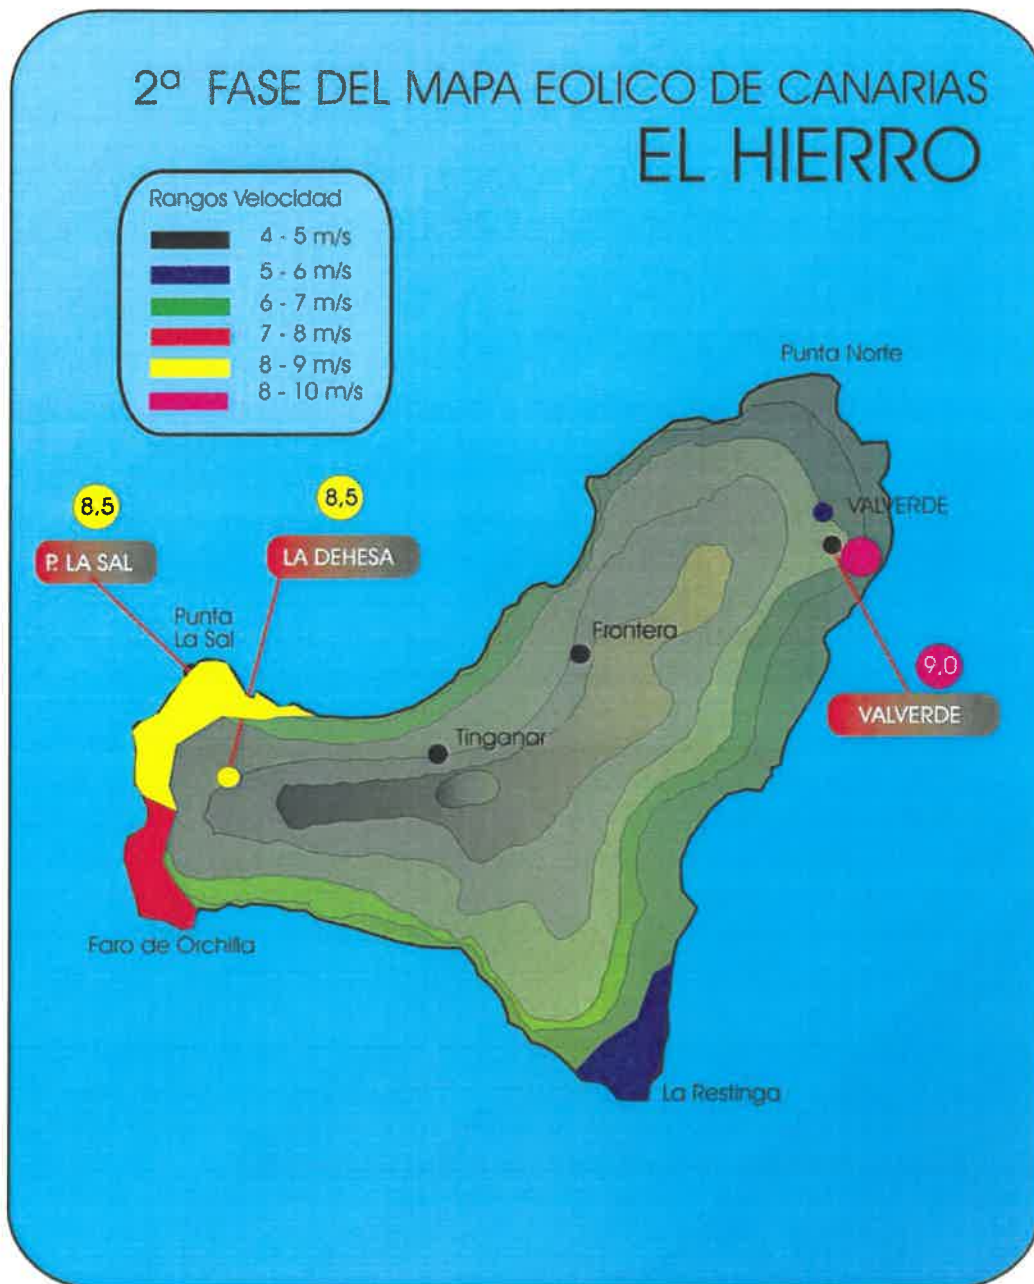 2ª FASE DEL MAPA EOLICO DE CANARIAS
EL HIERRO
Rangos Velocidad
4 - 5 m/s
5 - 6 m/s
6 - 7 m/s
7 - 8 m/s
8 - 9 m/s
8 - 10 m/s
Punta Norte
8,5
8,5
VALVERDE
P. LA SAL
LA DEHESA
Punta
La Sal
Frontera
9,0
VALVERDE
Tinganar
Faro de Orchilla
La Restinga